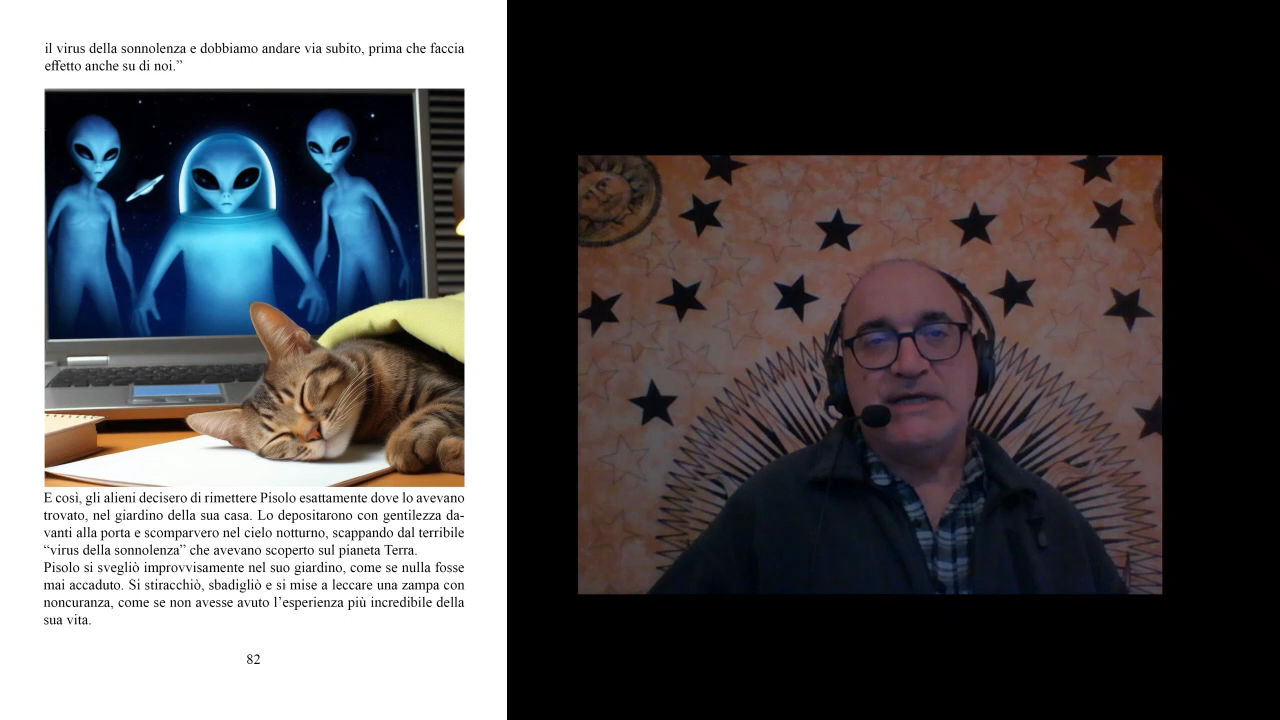 il virus della sonnolenza e dobbiamo andare via subito, prima che faccia
effetto anche su di noi.”
E così, gli alieni decisero di rimettere Pisolo esattamente dove lo avevano
trovato, nel giardino della sua casa. Lo depositarono con gentilezza da-
vanti alla porta e scomparvero nel cielo notturno, scappando dal terribile
“virus della sonnolenza” che avevano scoperto sul pianeta Terra.
Pisolo si svegliò improvvisamente nel suo giardino, come se nulla fosse
mai accaduto. Si stiracchiò, sbadigliò e si mise a leccare una zampa con
noncuranza, come se non avesse avuto l’esperienza più incredibile della
sua vita.
82